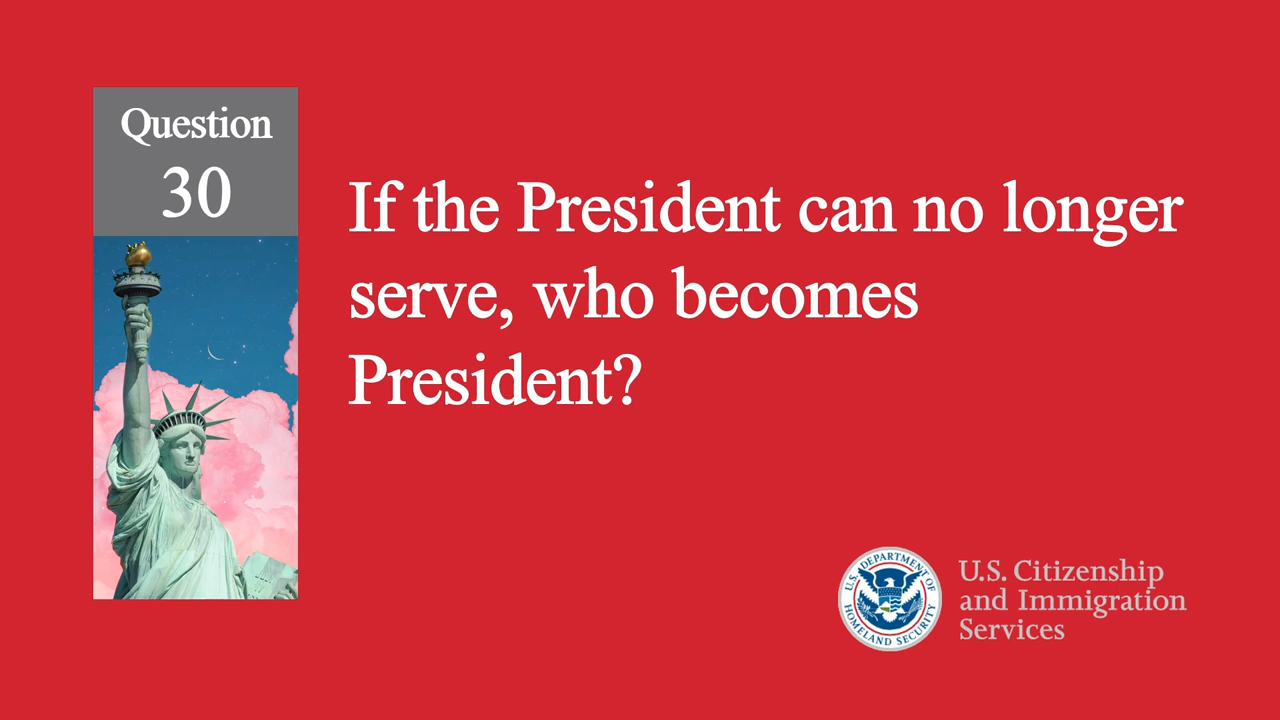 Question
30
If the President can no longer
serve, who becomes
President?
U.S. DEPARTMENT OF
HOMELAND SECURITY
U.S. Citizenship
and Immigration
Services